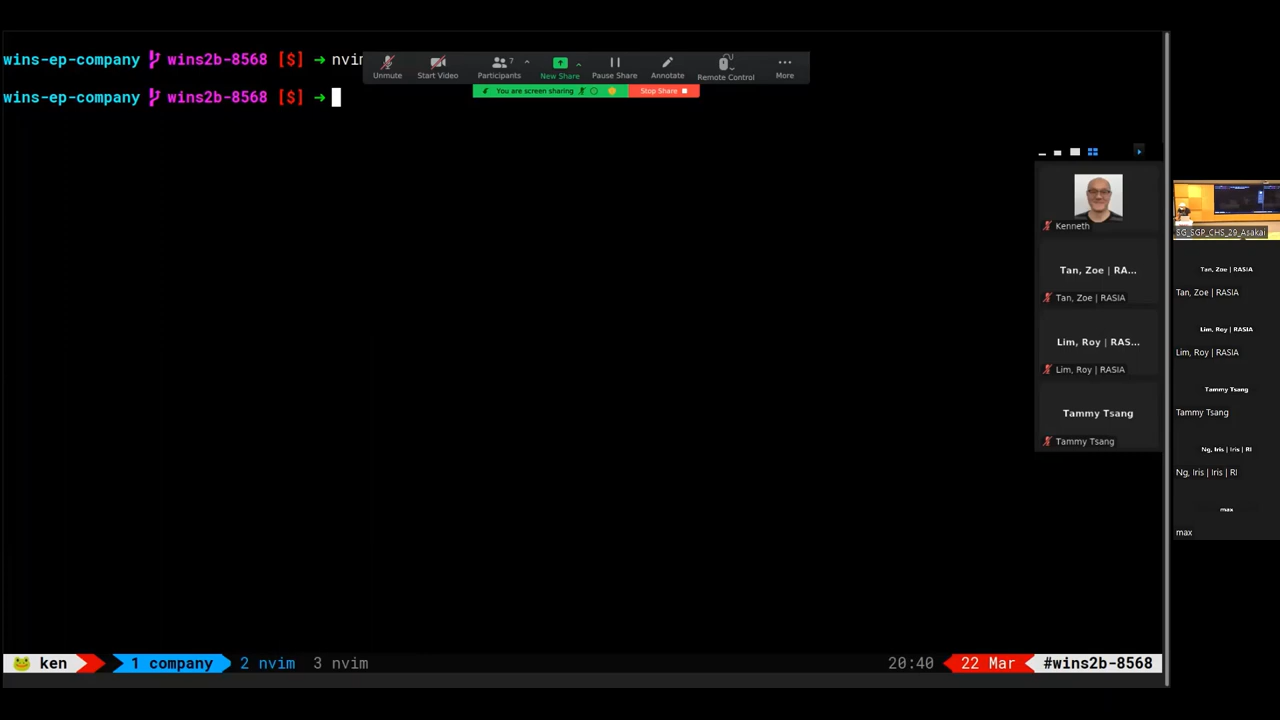 wins-ep-company wins2b-8568 [$] → nvim
Unmute
Start Video
Participants 7
New Share
Pause Share
Annotate
Remote Control
More
You are screen sharing
Stop Share
wins-ep-company wins2b-8568 [$] →
Kenneth
Tan, Zoe | RA...
Tan, Zoe | RASIA
Lim, Roy | RAS...
Lim, Roy | RASIA
Tammy Tsang
Tammy Tsang
SG_SGP_CHS_29_Asakai
Tan, Zoe | RASIA
Tan, Zoe | RASIA
Lim, Roy | RASIA
Lim, Roy | RASIA
Tammy Tsang
Tammy Tsang
Ng, Iris | Iris | RI
Ng, Iris | Iris | RI
max
max
ken 1 company 2 nvim 3 nvim 20:40 22 Mar #wins2b-8568